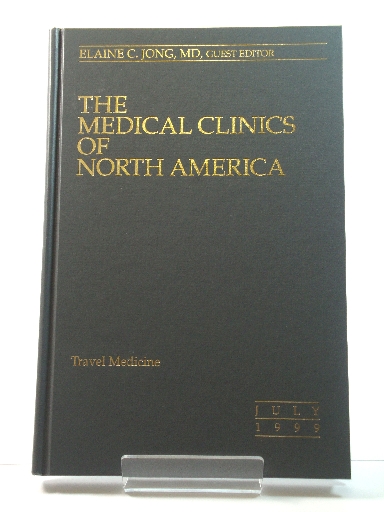 ELAINE C. JONG, MD, GUEST EDITOR
THE
MEDICAL CLINICS
OF
NORTH AMERICA
Travel Medicine
JULY
1999